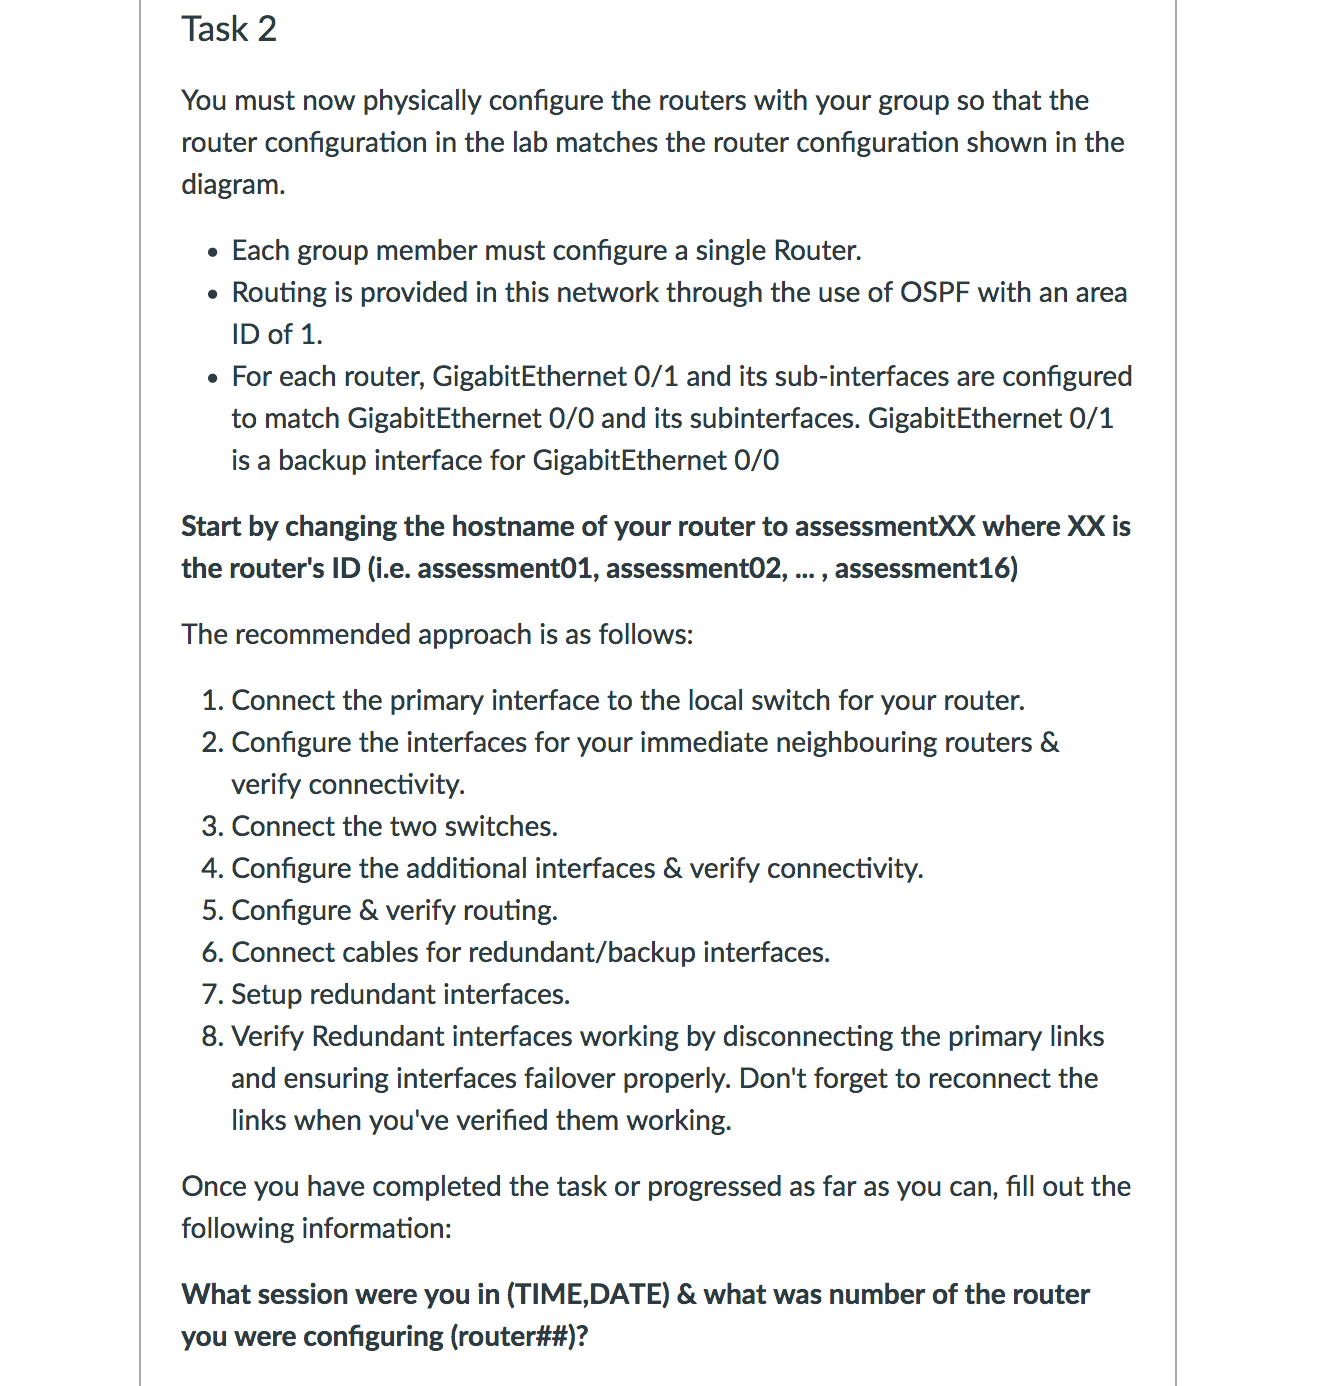 Task 2
You must now physically configure the routers with your group so that the
router configuration in the lab matches the router configuration shown in the
diagram.
• Each group member must configure a single Router.
• Routing is provided in this network through the use of OSPF with an area
ID of 1.
• For each router, GigabitEthernet 0/1 and its sub-interfaces are configured
to match GigabitEthernet 0/0 and its subinterfaces. GigabitEthernet 0/1
is a backup interface for GigabitEthernet 0/0
Start by changing the hostname of your router to assessmentXX where XX is
the router's ID (i.e. assessment01, assessment02, ... , assessment16)
The recommended approach is as follows:
1. Connect the primary interface to the local switch for your router.
2. Configure the interfaces for your immediate neighbouring routers &
verify connectivity.
3. Connect the two switches.
4. Configure the additional interfaces & verify connectivity.
5. Configure & verify routing.
6. Connect cables for redundant/backup interfaces.
7. Setup redundant interfaces.
8. Verify Redundant interfaces working by disconnecting the primary links
and ensuring interfaces failover properly. Don't forget to reconnect the
links when you've verified them working.
Once you have completed the task or progressed as far as you can, fill out the
following information:
What session were you in (TIME,DATE) & what was number of the router
you were configuring (router##)?